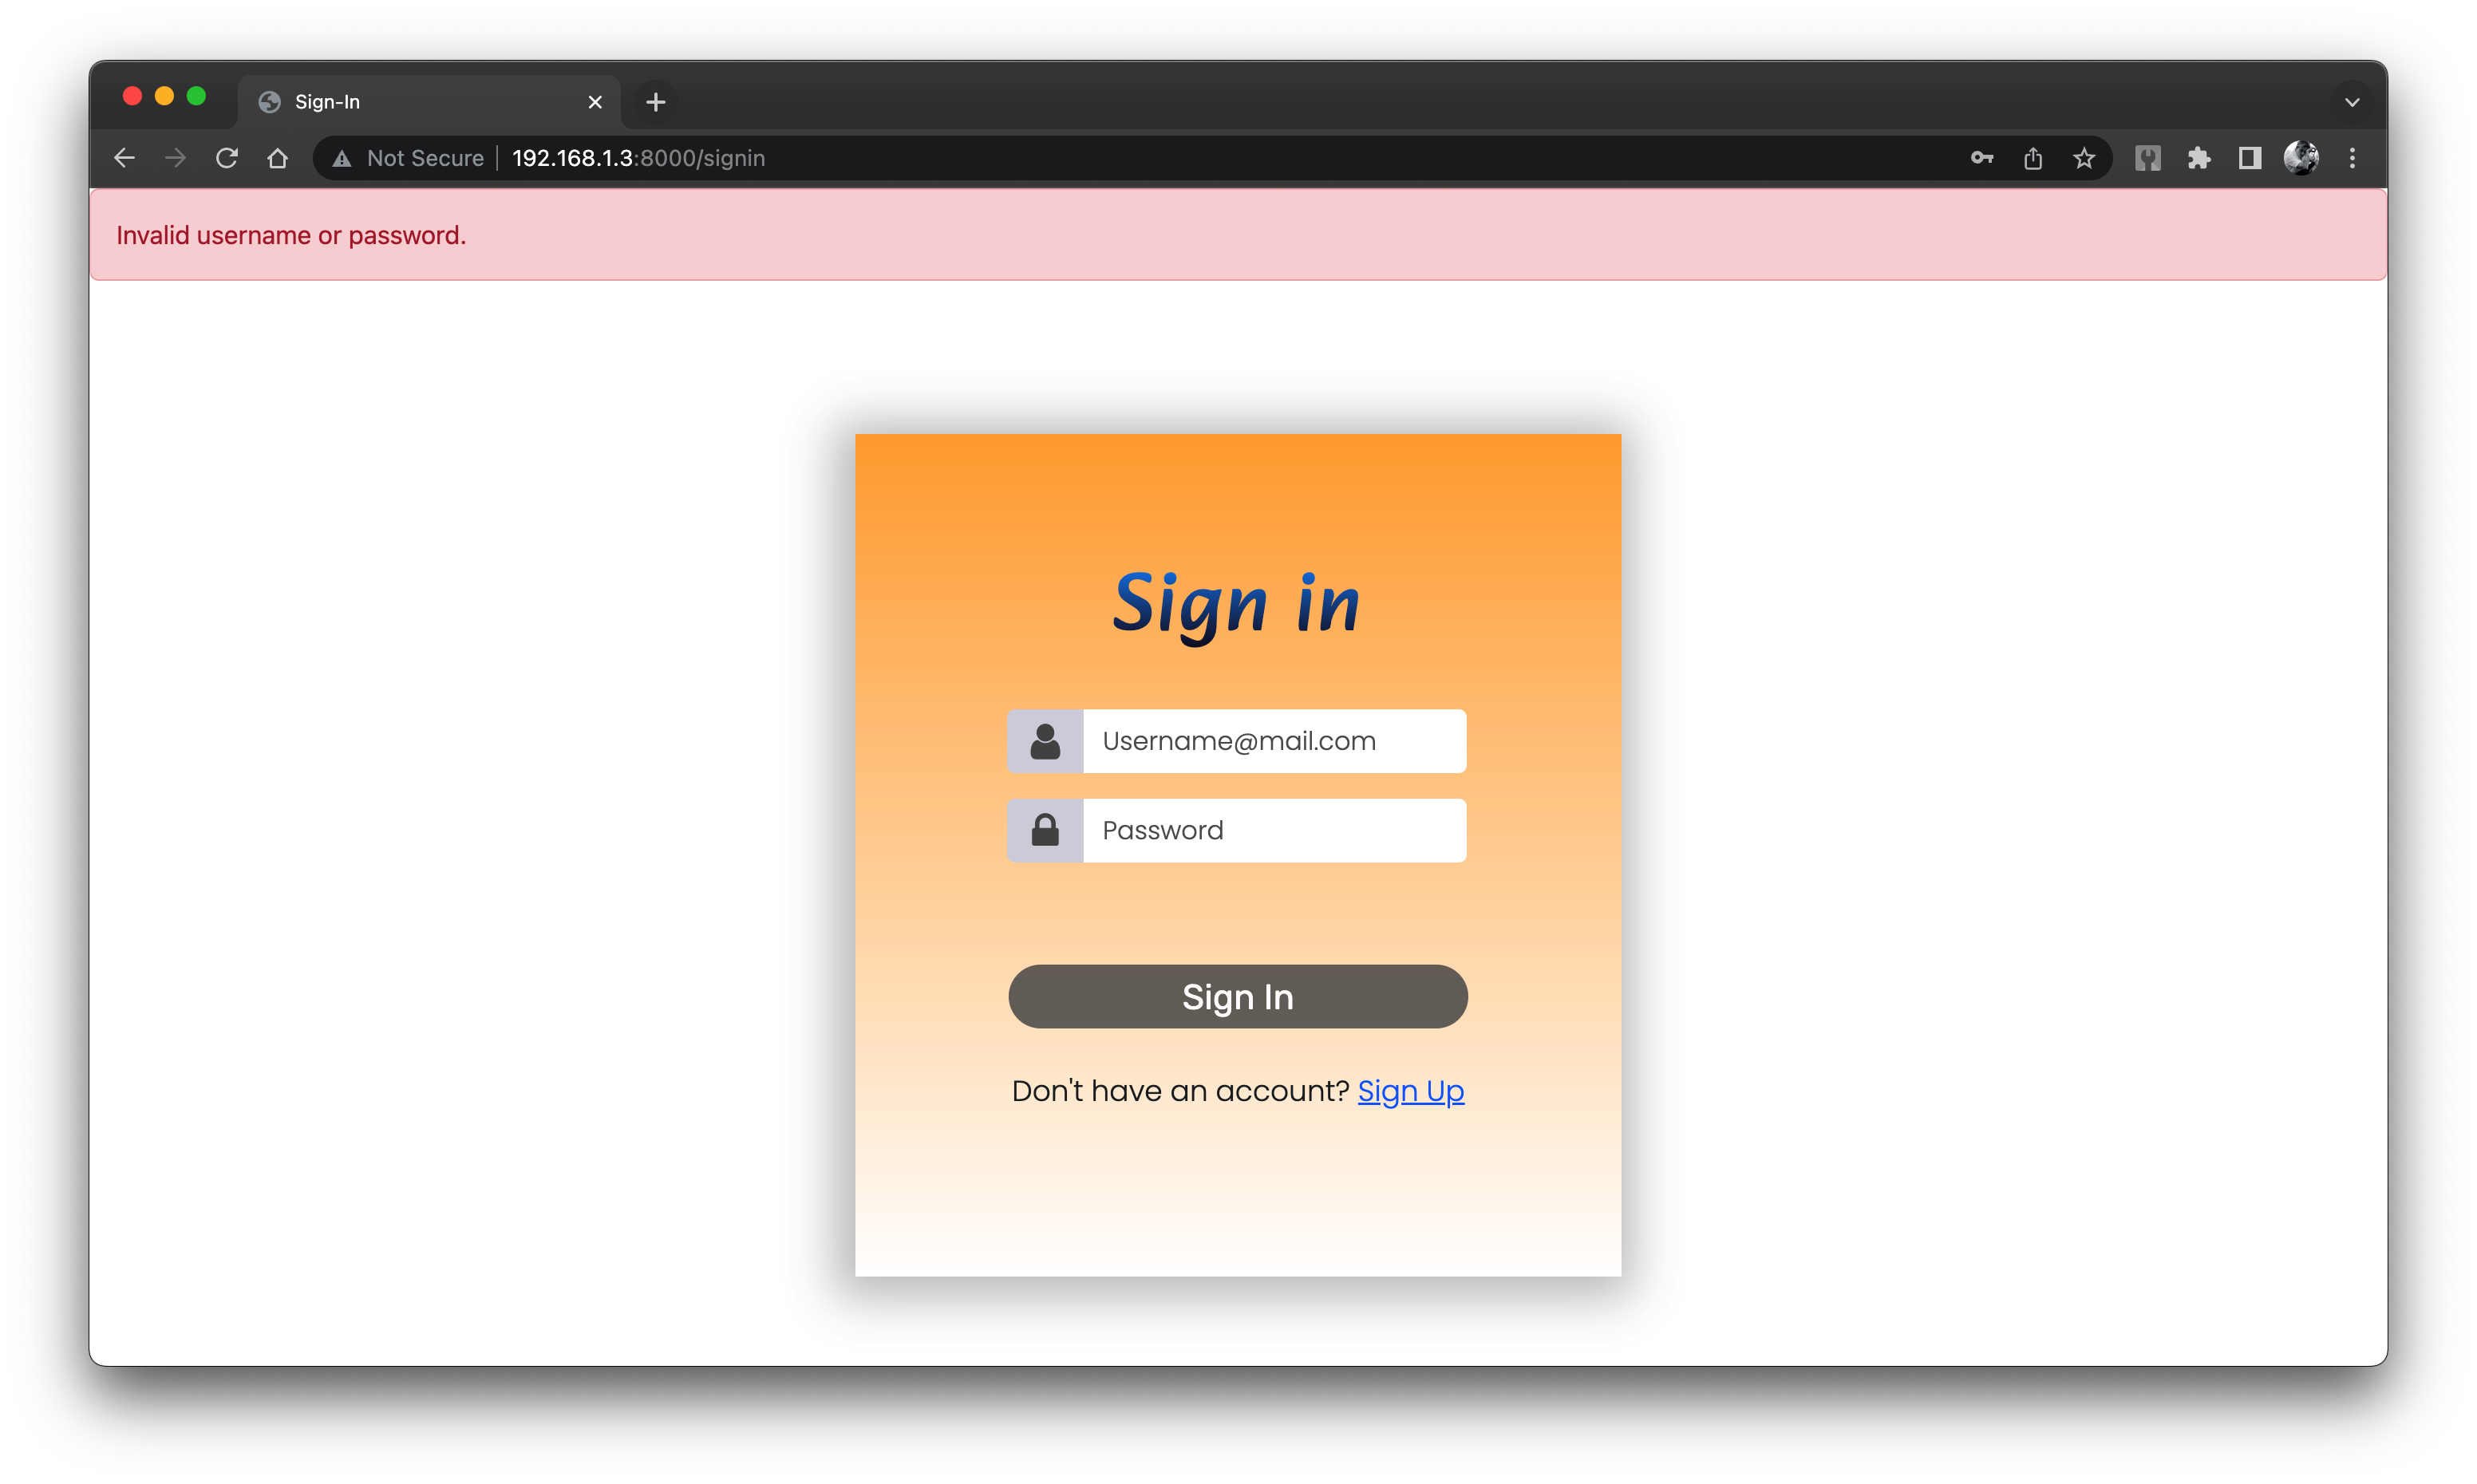 Sign-In
Not Secure 192.168.1.3:8000/signin
Invalid username or password.
Sign in
Username@mail.com
Password
Sign In
Don't have an account? Sign Up